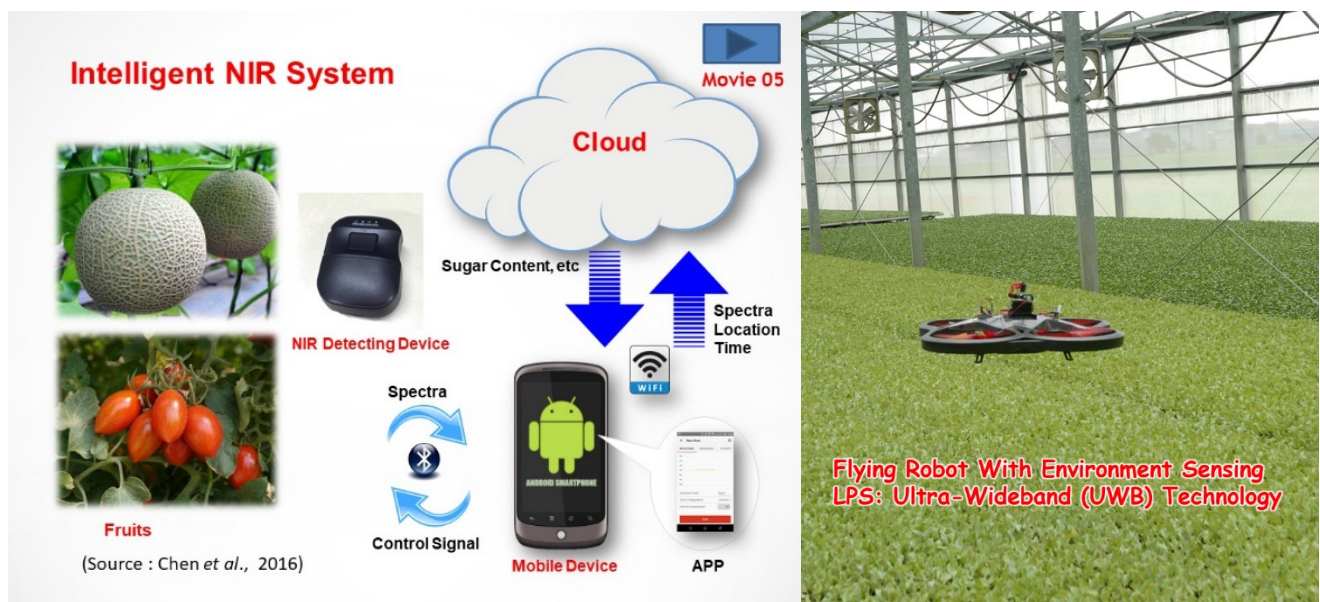 Intelligent NIR System
Movie 05
Cloud
Sugar Content, etc
Spectra
Location
Time
NIR Detecting Device
WiFi
Spectra
ANDROID SMARTPHONE
Fruits
Control Signal
Mobile Device
APP
(Source : Chen et al., 2016)
Flying Robot With Environment Sensing
LPS: Ultra-Wideband (UWB) Technology